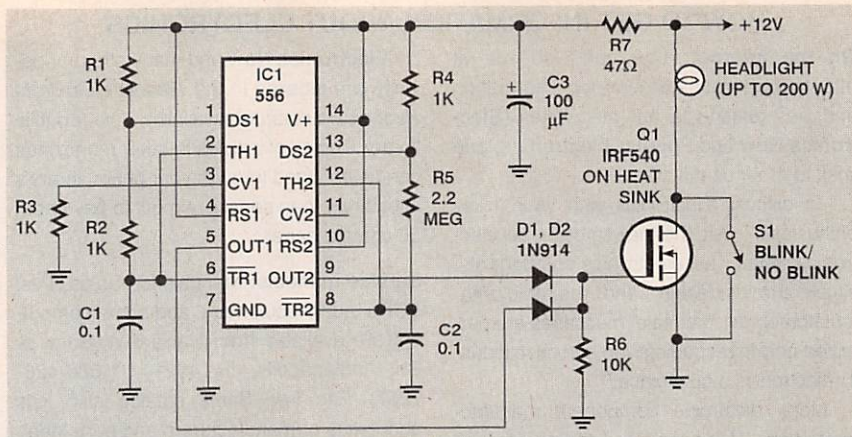 R1
1K
IC1
556
R4
1K
C3
100
µF
R7
47Ω
+12V
HEADLIGHT
(UP TO 200 W)
1 DS1 V+ 14
2 TH1 DS2 13
3 CV1 TH2 12
4 RS1 CV2 11
5 OUT1 RS2 10
6 TR1 OUT2 9
7 GND TR2 8
R3
1K
R2
1K
C1
0.1
R5
2.2
MEG
C2
0.1
D1, D2
1N914
Q1
IRF540
ON HEAT
SINK
R6
10K
S1
BLINK/
NO BLINK